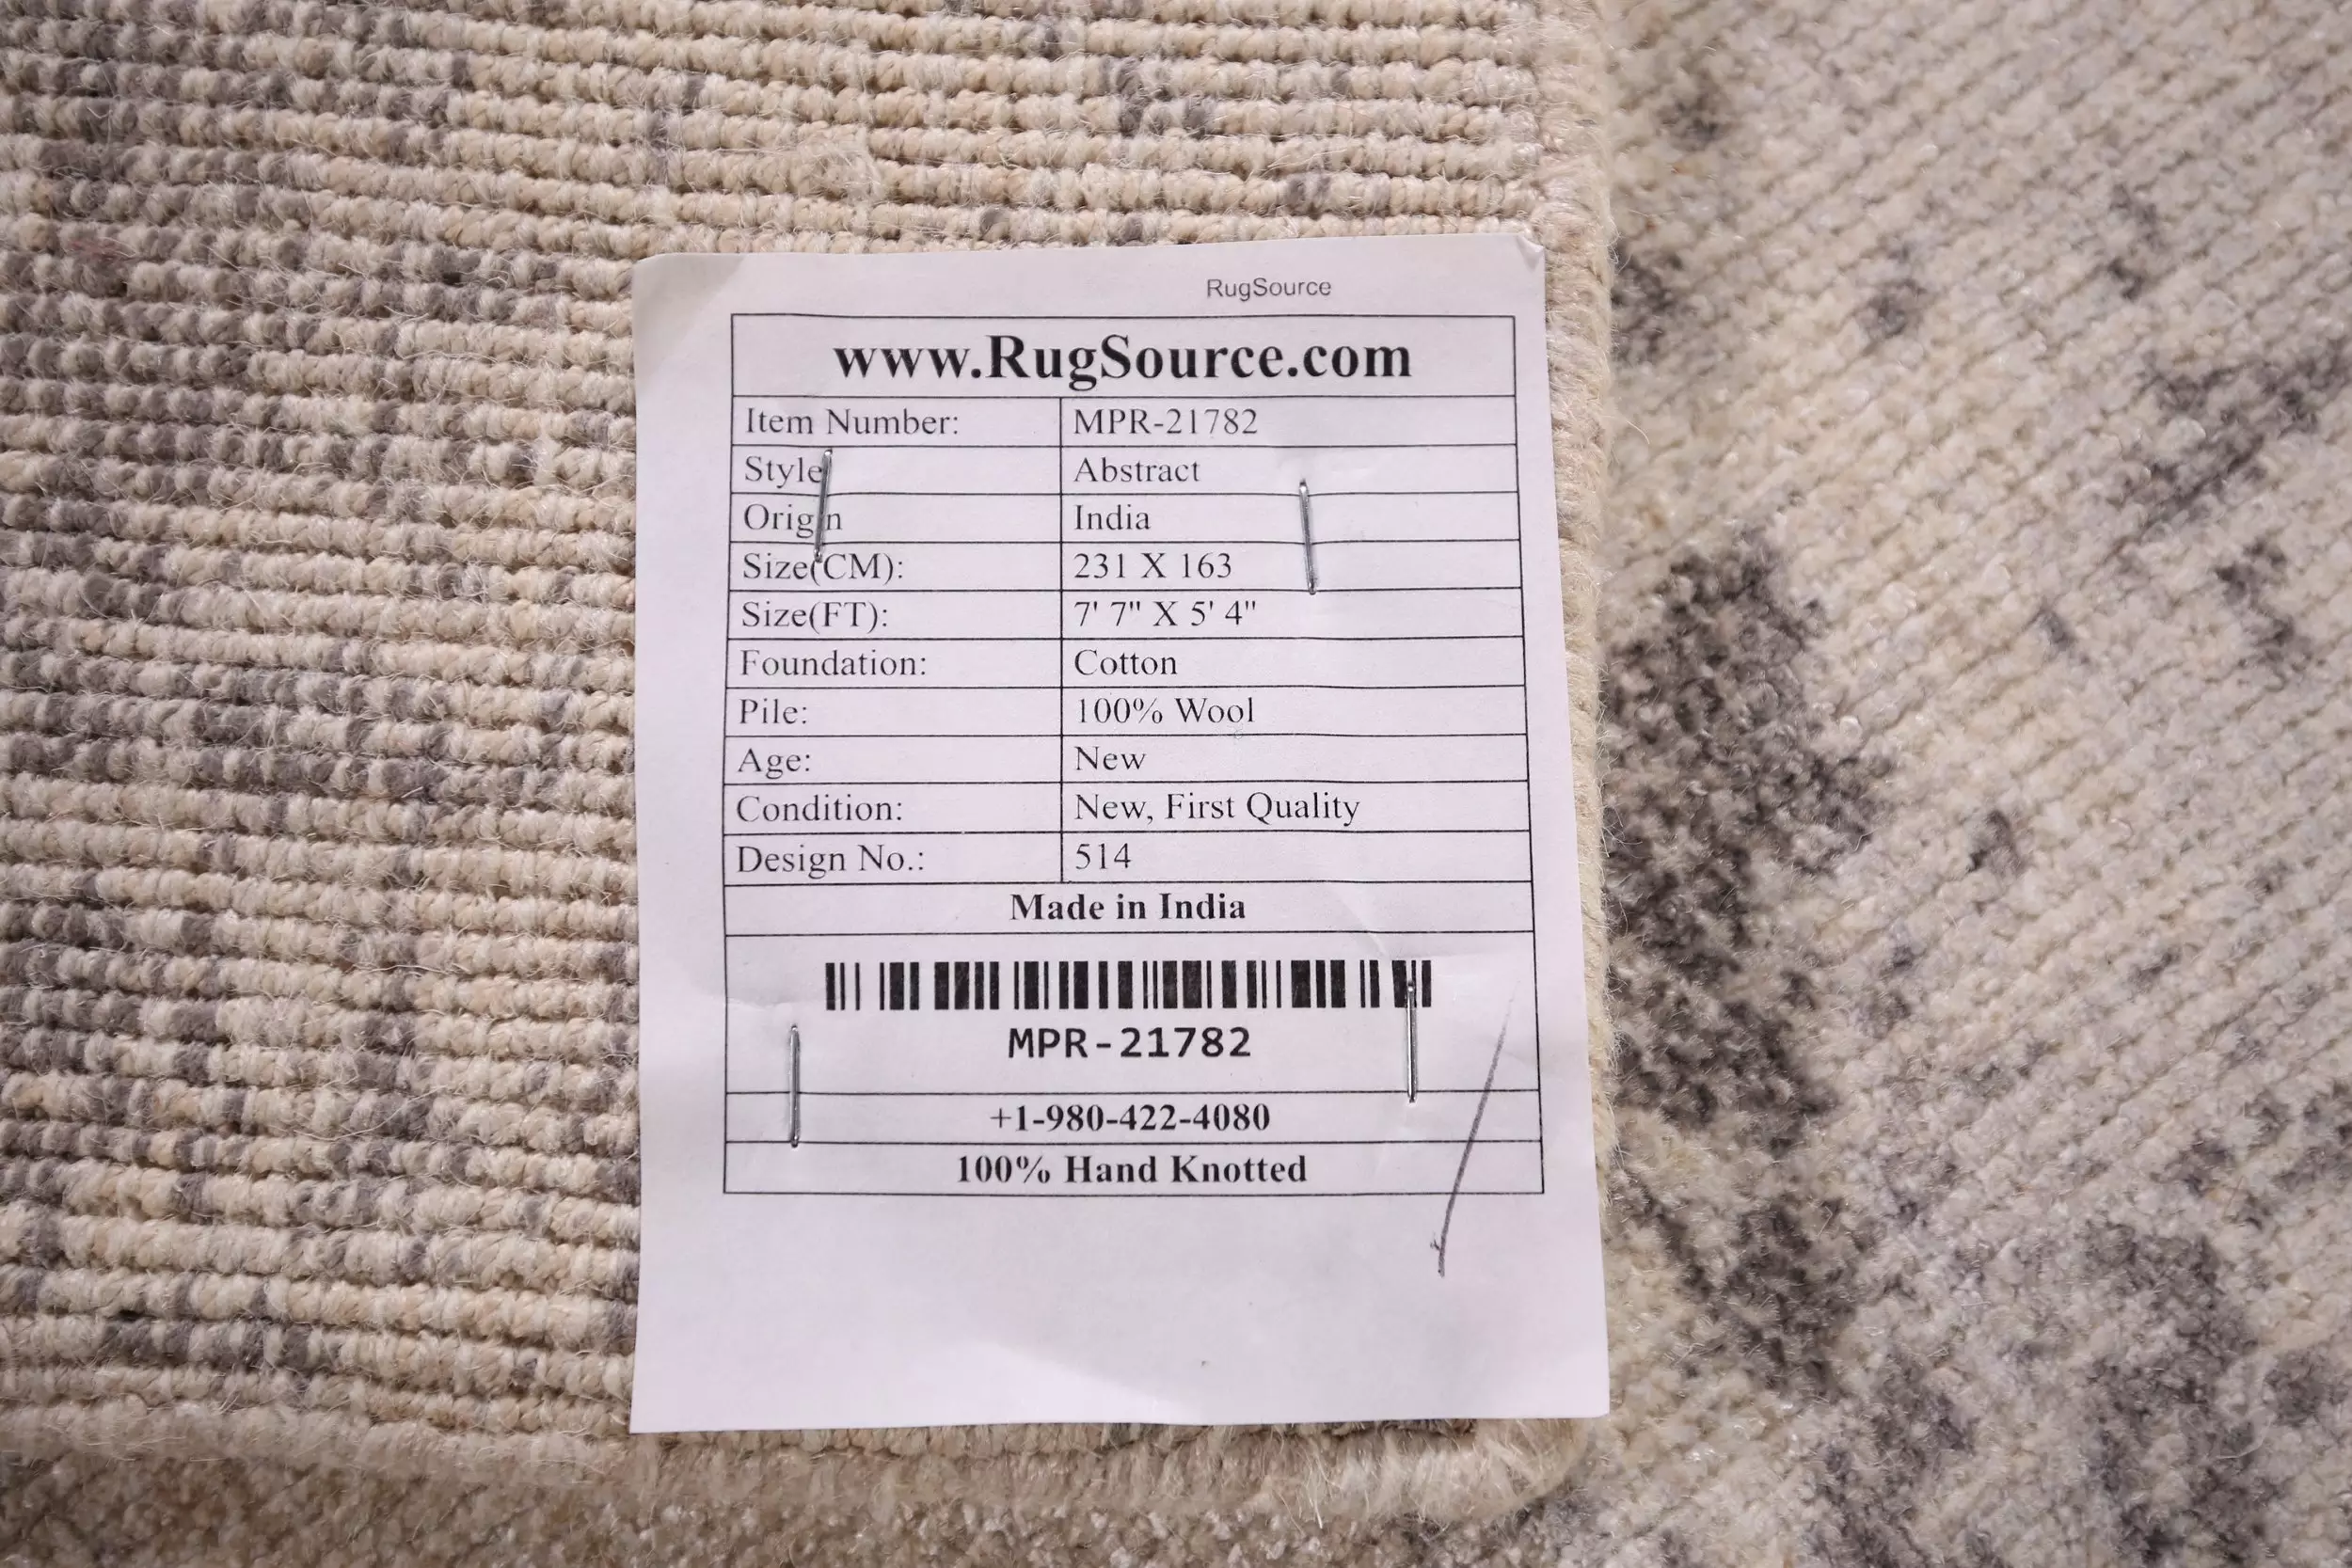 RugSource
www.RugSource.com
Item Number: MPR-21782
Style Abstract
Origin India
Size(CM): 231 X 163
Size(FT): 7' 7" X 5' 4"
Foundation: Cotton
Pile: 100% Wool
Age: New
Condition: New, First Quality
Design No.: 514
Made in India
MPR-21782
+1-980-422-4080
100% Hand Knotted